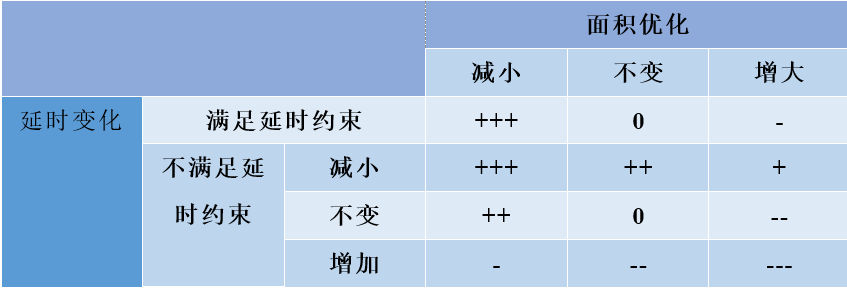 面积优化
减小 不变 增大
延时变化 满足延时约束 +++ 0 -
不满足延 减小 +++ ++ +
时约束 不变 ++ 0 --
增加 - -- ---